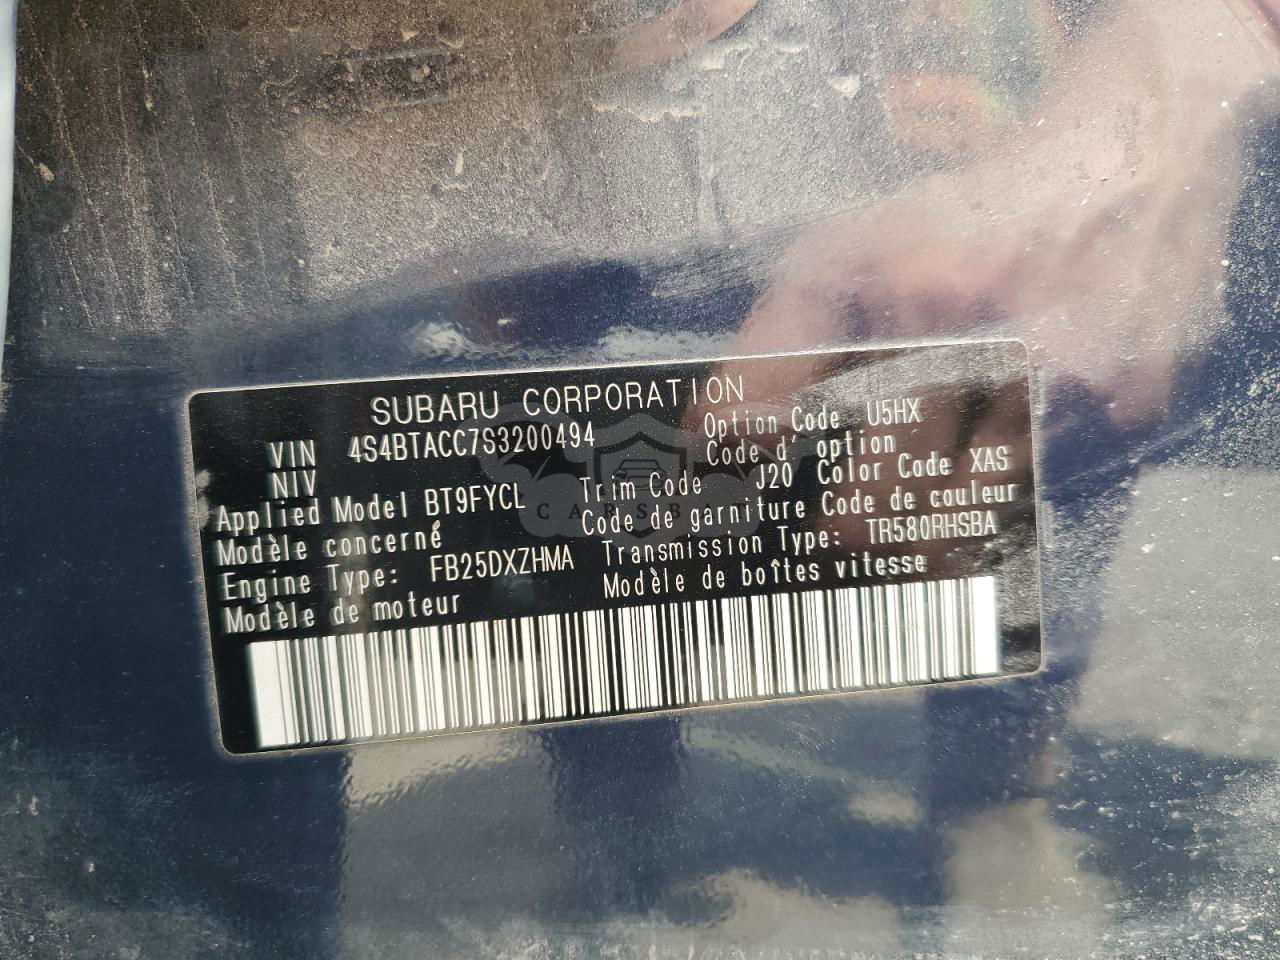 SUBARU CORPORATION
VIN 4S4BTACC7S3200494 Option Code U5HX
NIV Code d' option
Applied Model BT9FYCL Trim Code J20 Color Code XAS
Modèle concerné Code de garniture Code de couleur
Engine Type: FB25DXZHMA Transmission Type: TR580RHSBA
Modèle de moteur Modèle de boîtes vitesse
CARSBA